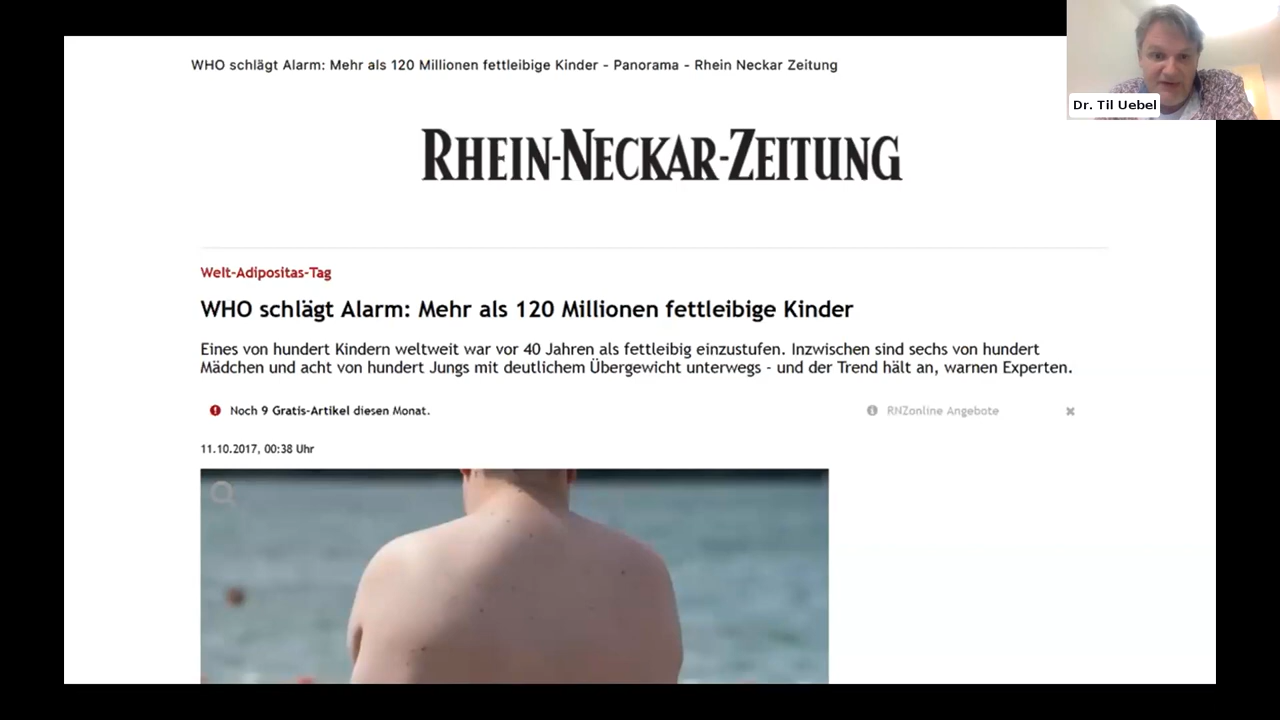 WHO schlägt Alarm: Mehr als 120 Millionen fettleibige Kinder - Panorama - Rhein Neckar Zeitung
Dr. Til Uebel
RHEIN-NECKAR-ZEITUNG
Welt-Adipositas-Tag
WHO schlägt Alarm: Mehr als 120 Millionen fettleibige Kinder
Eines von hundert Kindern weltweit war vor 40 Jahren als fettleibig einzustufen. Inzwischen sind sechs von hundert
Mädchen und acht von hundert Jungs mit deutlichem Übergewicht unterwegs - und der Trend hält an, warnen Experten.
Noch 9 Gratis-Artikel diesen Monat.
RNZonline Angebote
11.10.2017, 00:38 Uhr